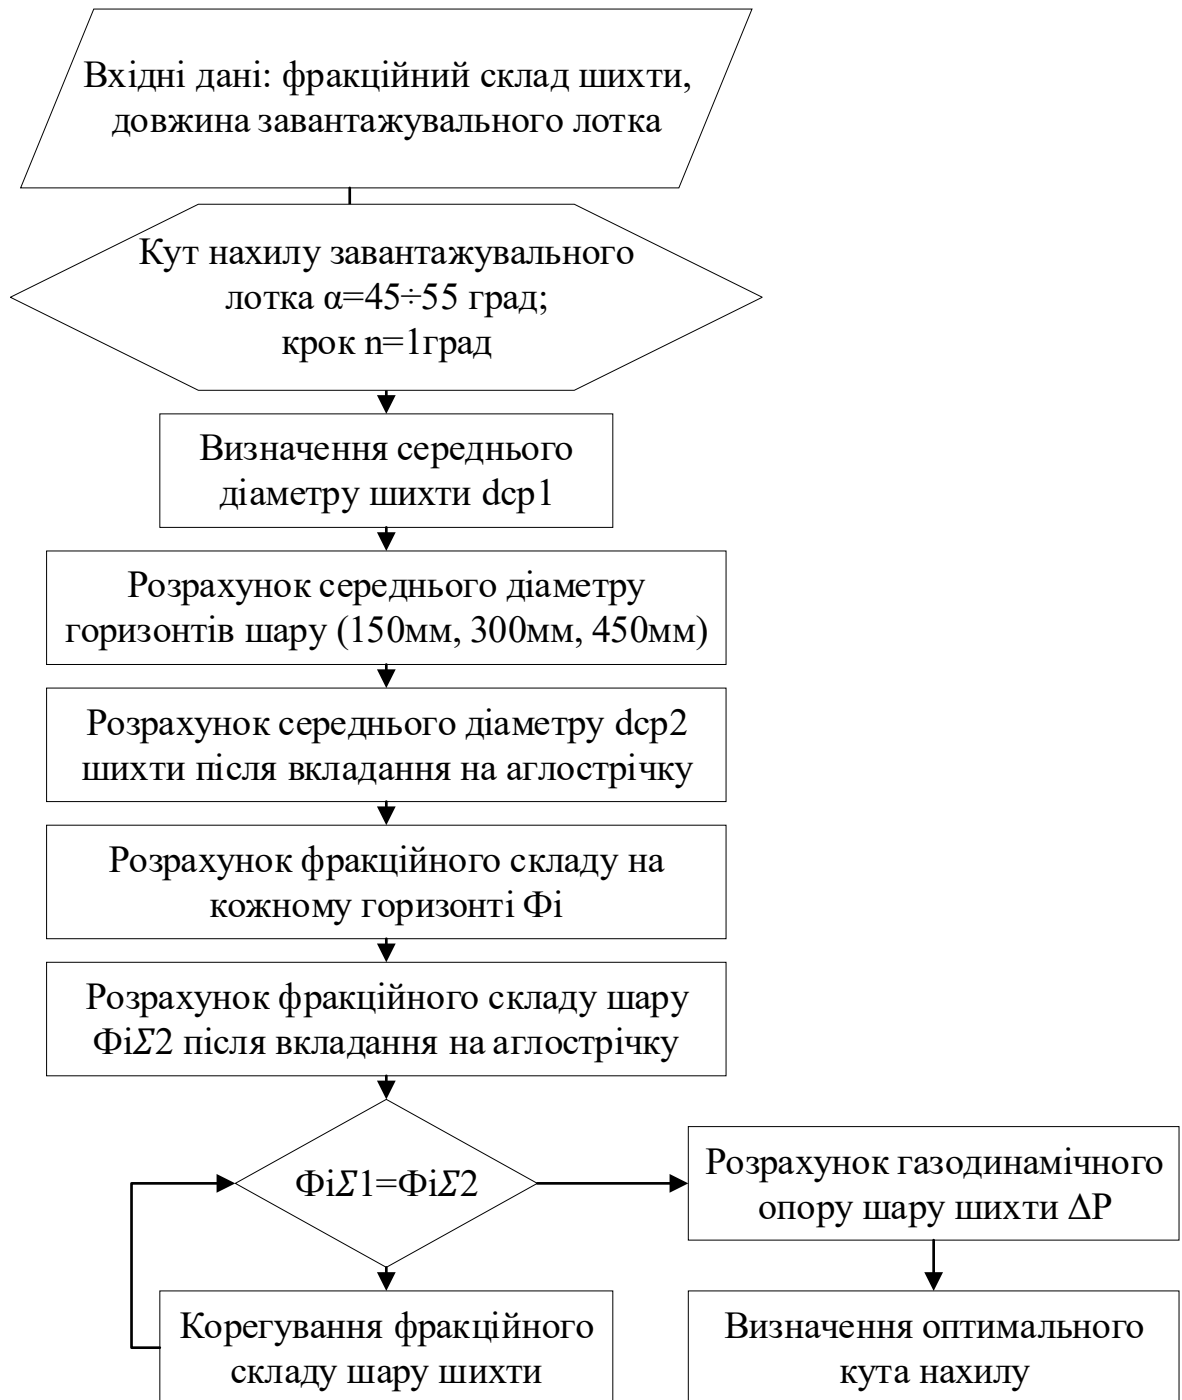 Вхідні дані: фракційний склад шихти,
довжина завантажувального лотка
Кут нахилу завантажувального
лотка α=45÷55 град;
крок n=1град
Визначення середнього
діаметру шихти dср1
Розрахунок середнього діаметру
горизонтів шару (150мм, 300мм, 450мм)
Розрахунок середнього діаметру dср2
шихти після вкладання на аглострічку
Розрахунок фракційного складу на
кожному горизонті Фі
Розрахунок фракційного складу шару
ФіΣ2 після вкладання на аглострічку
ФіΣ1=ФіΣ2
Розрахунок газодинамічного
опору шару шихти ΔР
Корегування фракційного
складу шару шихти
Визначення оптимального
кута нахилу